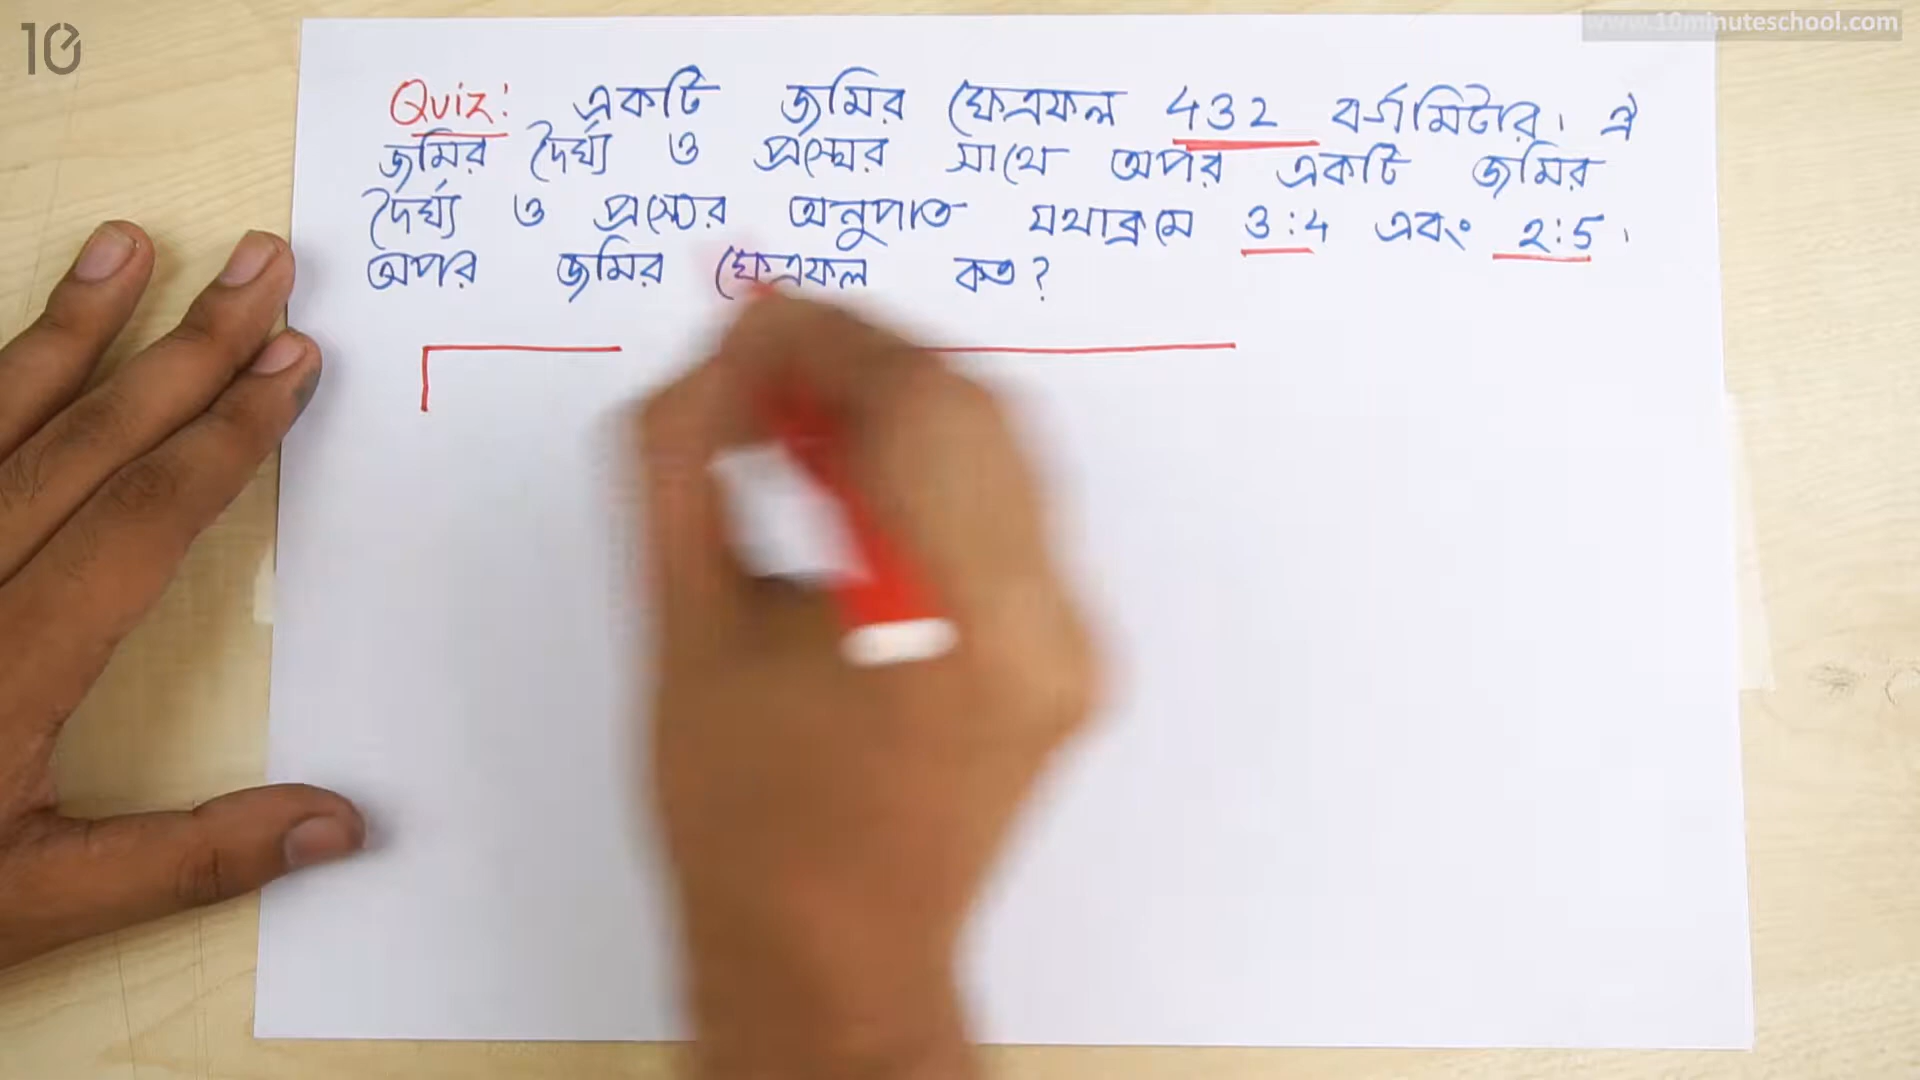 10
www.10minuteschool.com
Quiz: একটি জমির ক্ষেত্রফল 432 বর্গমিটার। ঐ
জমির দৈর্ঘ্য ও প্রস্থের সাথে অপর একটি জমির
দৈর্ঘ্য ও প্রস্থের অনুপাত যথাক্রমে 3:4 এবং 2:5।
অপর জমির ক্ষেত্রফল কত?